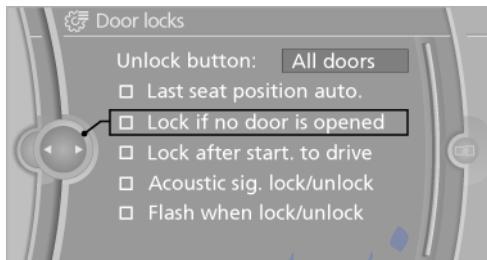 Door locks
Unlock button: All doors
Last seat position auto.
Lock if no door is opened
Lock after start. to drive
Acoustic sig. lock/unlock
Flash when lock/unlock